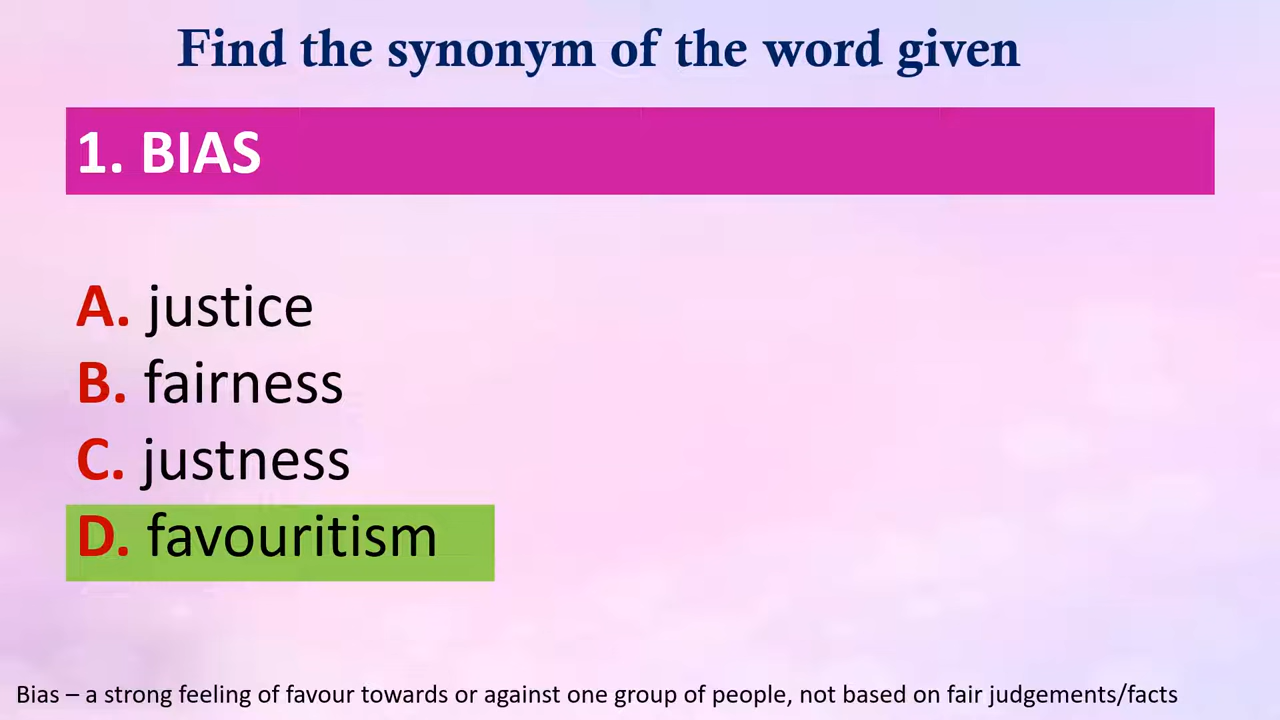 Find the synonym of the word given
1. BIAS
A. justice
B. fairness
C. justness
D. favouritism
Bias – a strong feeling of favour towards or against one group of people, not based on fair judgements/facts